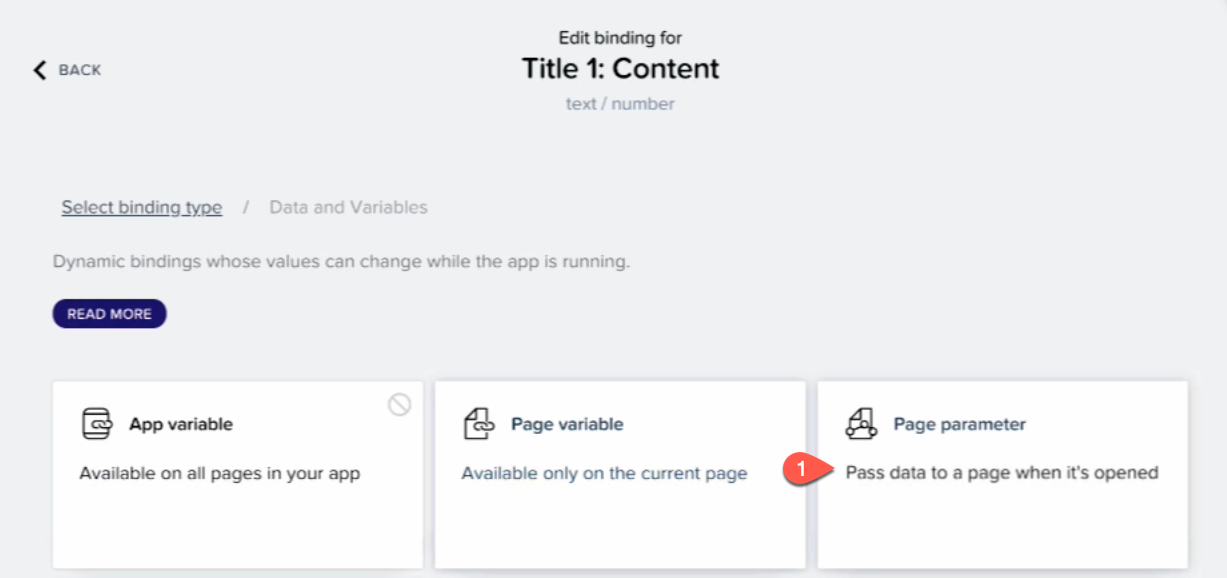 Edit binding for
BACK
Title 1: Content
text / number
Select binding type / Data and Variables
Dynamic bindings whose values can change while the app is running.
READ MORE
App variable
Available on all pages in your app
Page variable
Available only on the current page
Page parameter
1
Pass data to a page when it's opened